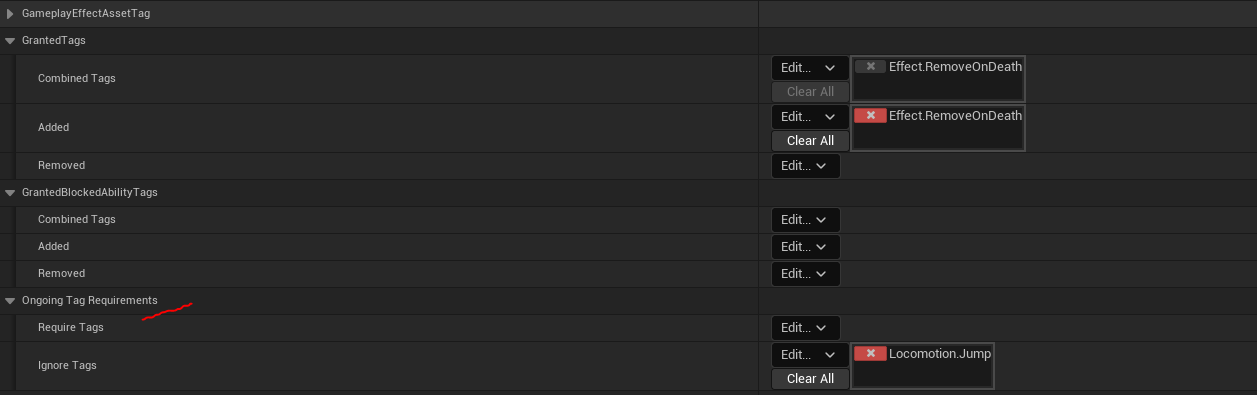 GameplayEffectAssetTag
GrantedTags
Combined Tags
Edit...
Clear All
Effect.RemoveOnDeath
Added
Edit...
Clear All
Effect.RemoveOnDeath
Removed
Edit...
GrantedBlockedAbilityTags
Combined Tags
Edit...
Added
Edit...
Removed
Edit...
Ongoing Tag Requirements
Require Tags
Edit...
Ignore Tags
Edit...
Clear All
Locomotion.Jump